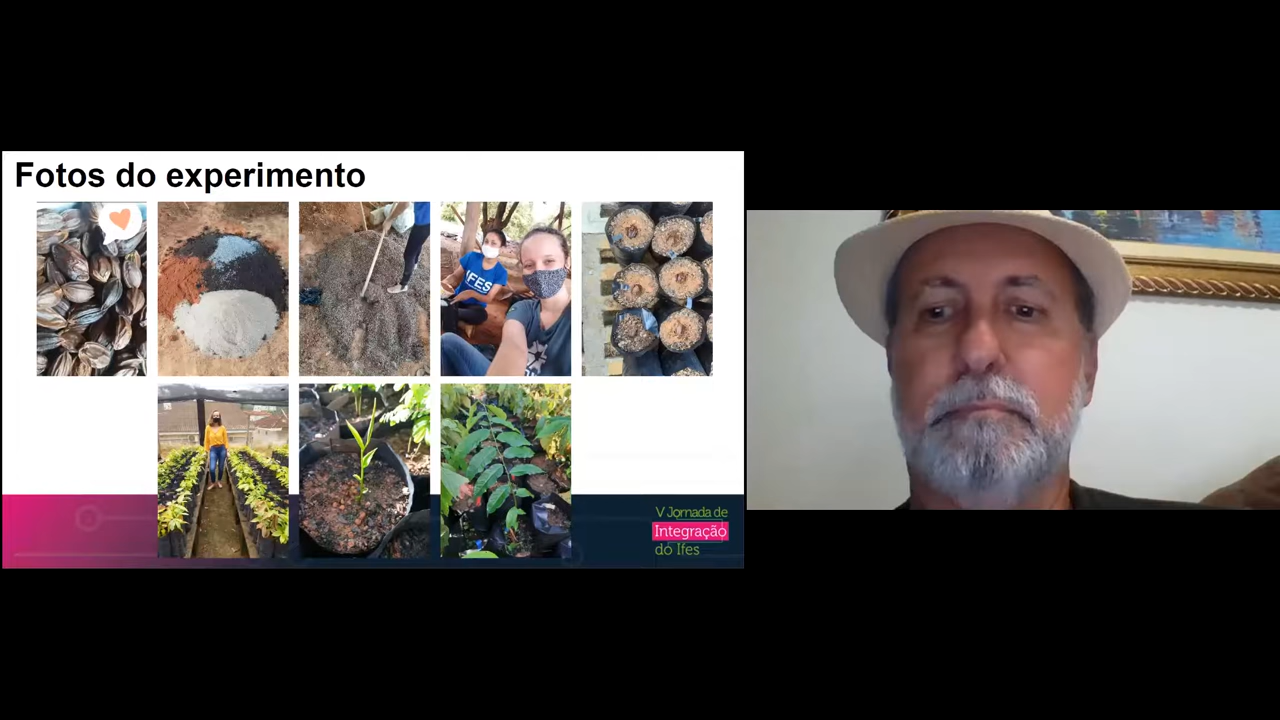 Fotos do experimento
IFES
V Jornada de
Integração
do Ifes